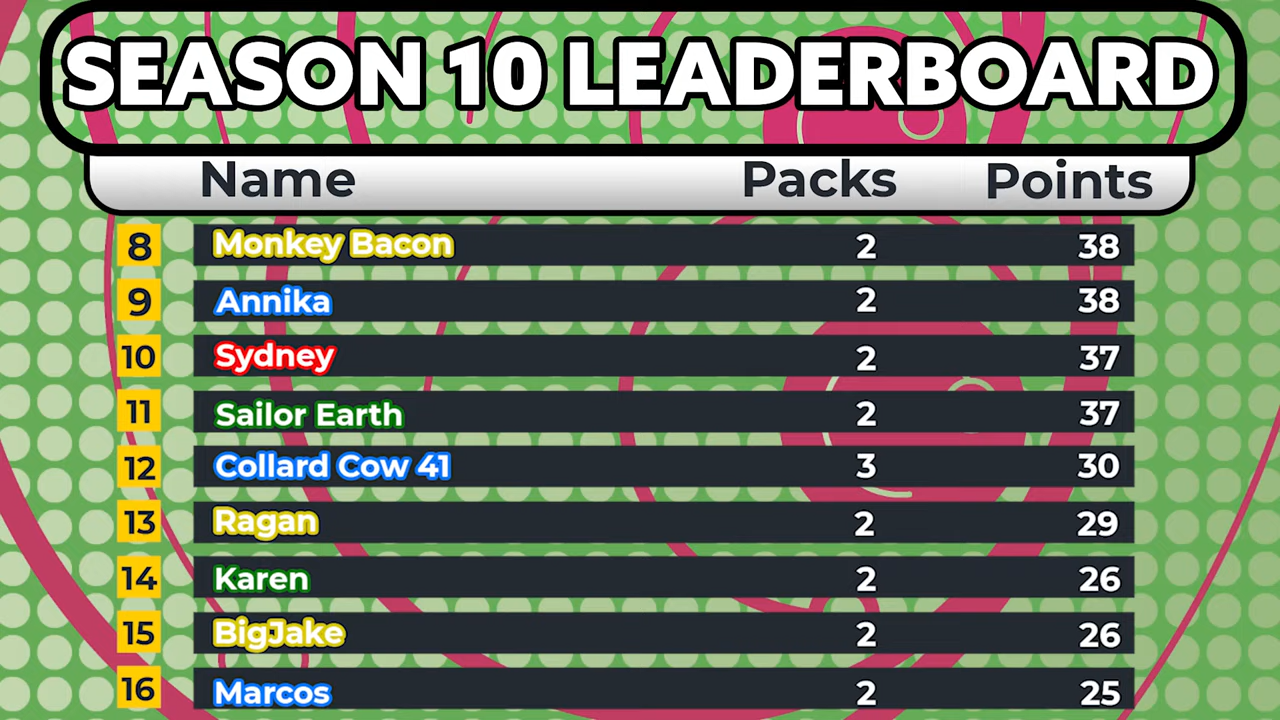 SEASON 10 LEADERBOARD
Name Packs Points
8 Monkey Bacon 2 38
9 Annika 2 38
10 Sydney 2 37
11 Sailor Earth 2 37
12 Collard Cow 41 3 30
13 Ragan 2 29
14 Karen 2 26
15 BigJake 2 26
16 Marcos 2 25